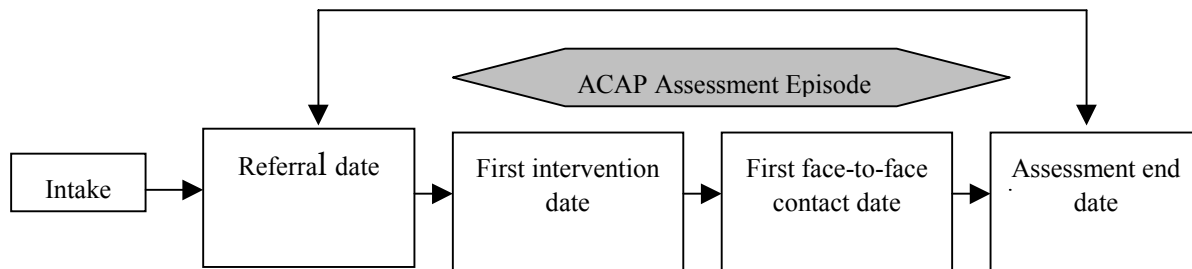 ACAP Assessment Episode
Intake
Referral date
First intervention
date
First face-to-face
contact date
Assessment end
date